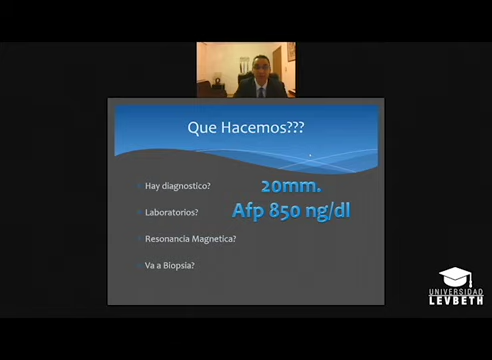 Que Hacemos???
Hay diagnostico?
20mm.
Afp 850 ng/dl
Laboratorios?
Resonancia Magnetica?
Va a Biopsia?
UNIVERSIDAD
LEVBETH